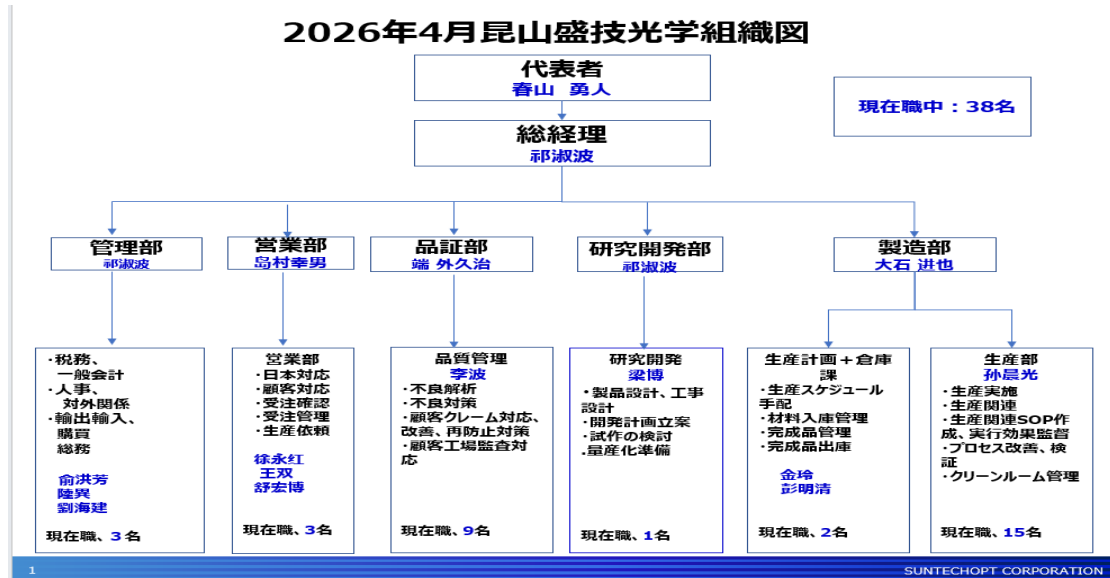 2026年4月昆山盛技光学組織図
代表者
春山 勇人
現在職中：38名
総経理
祁淑波
管理部
祁淑波
営業部
岛村幸男
品証部
端 外久治
研究開発部
祁淑波
製造部
大石 进也
・税務、
一般会計
・人事、
対外関係
・輸出輸入、
購買
総務
俞洪芳
陸異
劉海建
現在職、3名
営業部
・日本対応
・顧客対応
・受注確認
・受注管理
・生産依頼
徐永红
王双
舒宏博
現在職、3名
品質管理
李波
・不良解析
・不良対策
・顧客クレーム対応、
改善、再防止対策
・顧客工場監査対
応
現在職、9名
研究開発
梁博
・製品設計、工事
設計
・開発計画立案
・試作の検討
・量産化準備
現在職、1名
生産計画＋倉庫
課
・生産スケジュール
手配
・材料入庫管理
・完成品管理
・完成品出庫
金玲
彭明清
現在職、2名
生産部
孙晨光
・生産実施
・生産関連
・生産関連SOP作
成、実行効果監督
・プロセス改善、検
証
・クリーンルーム管理
現在職、15名
1
SUNTECHOPT CORPORATION